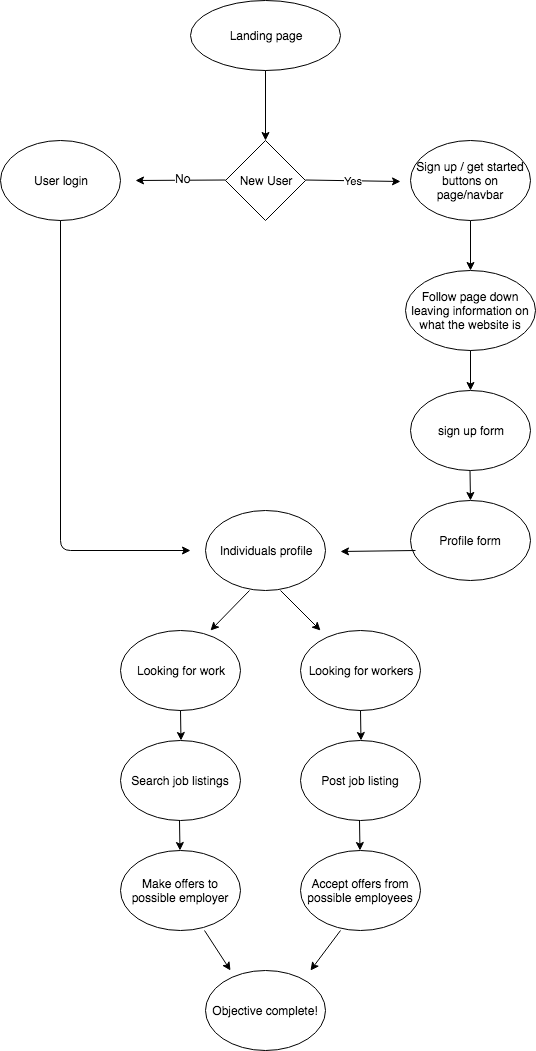 Landing page
User login
No
New User
Yes
Sign up / get started
buttons on
page/navbar
Follow page down
leaving information on
what the website is
sign up form
Profile form
Individuals profile
Looking for work
Looking for workers
Search job listings
Post job listing
Make offers to
possible employer
Accept offers from
possible employees
Objective complete!